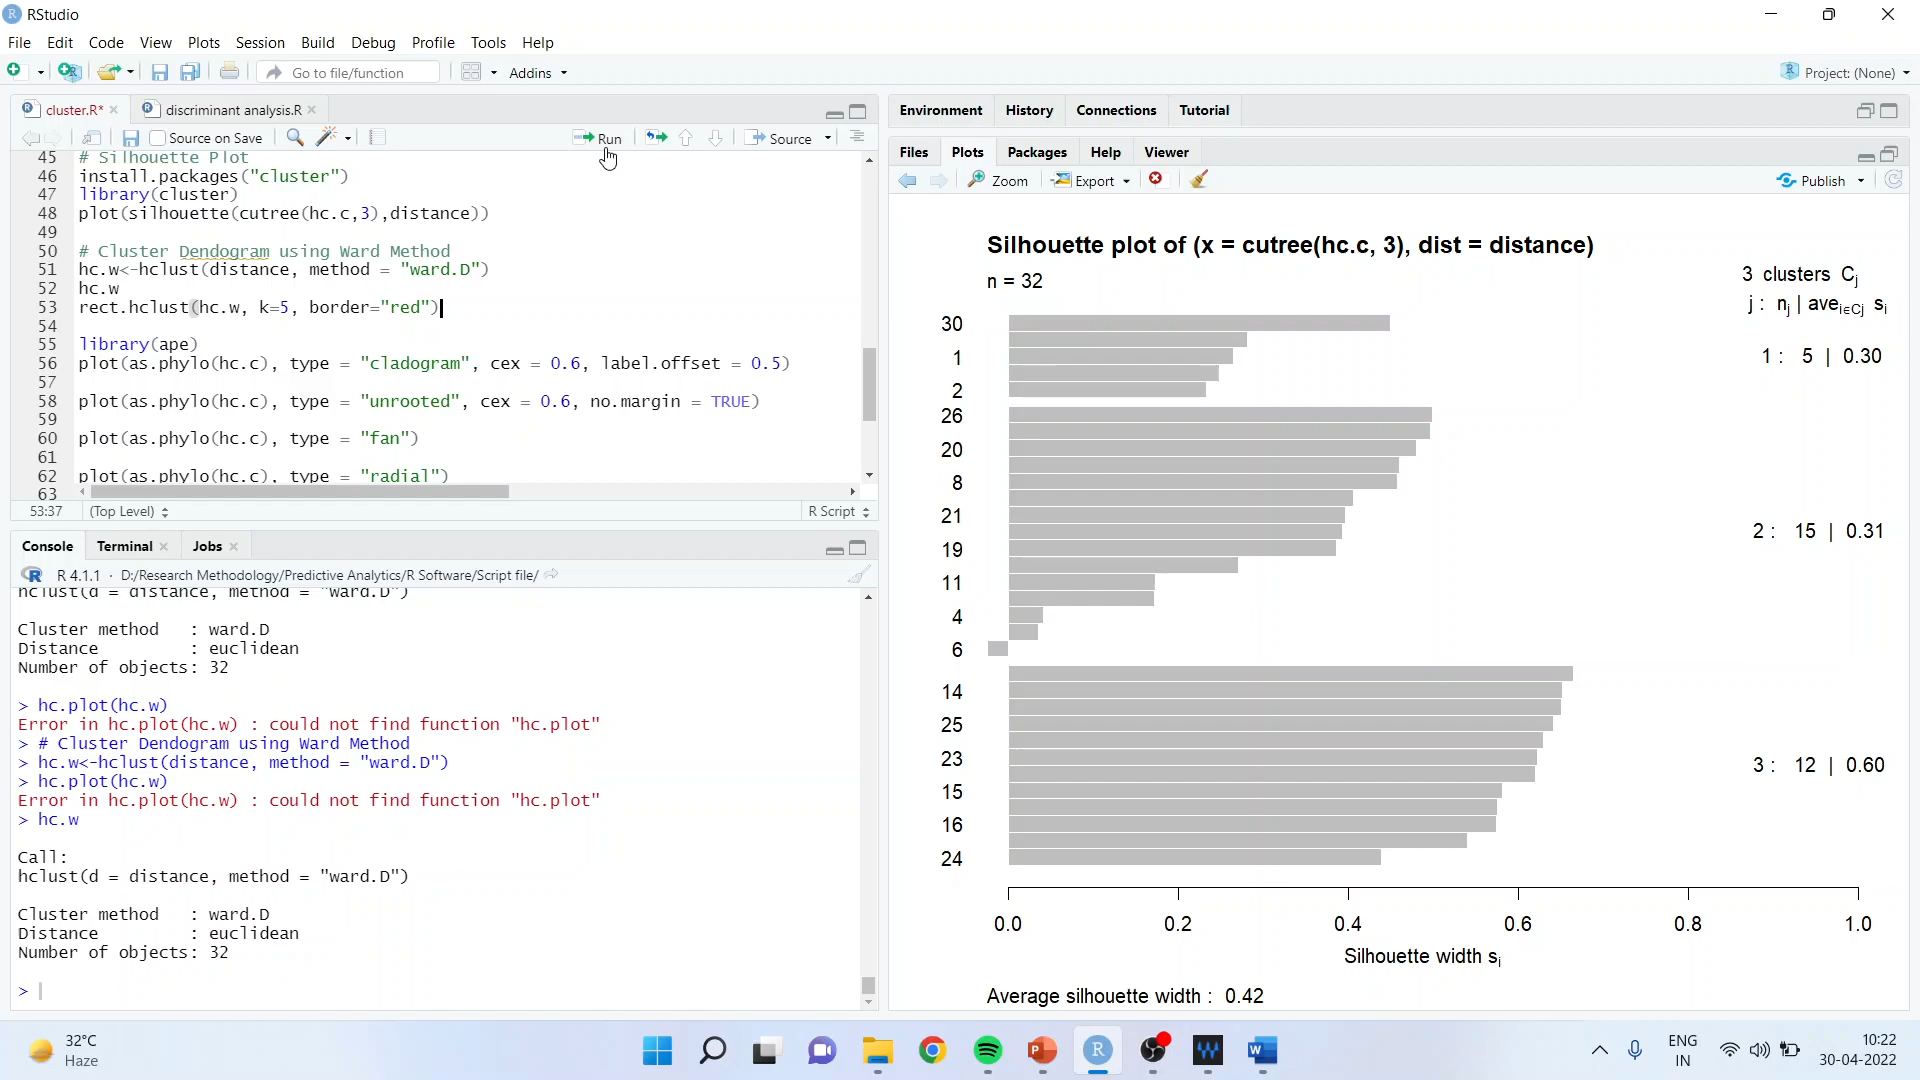 RStudio
File Edit Code View Plots Session Build Debug Profile Tools Help
Go to file/function Addins Project: (None)
cluster.R* discriminant analysis.R
Source on Save Run Source
45 # Silhouette Plot
46 install.packages("cluster")
47 library(cluster)
48 plot(silhouette(cutree(hc.c,3),distance))
49
50 # Cluster Dendogram using Ward Method
51 hc.w<-hclust(distance, method = "ward.D")
52 hc.w
53 rect.hclust(hc.w, k=5, border="red")
54
55 library(ape)
56 plot(as.phylo(hc.c), type = "cladogram", cex = 0.6, label.offset = 0.5)
57
58 plot(as.phylo(hc.c), type = "unrooted", cex = 0.6, no.margin = TRUE)
59
60 plot(as.phylo(hc.c), type = "fan")
61
62 plot(as.phylo(hc.c), type = "radial")
63
53:37 (Top Level) R Script
Console Terminal Jobs
R 4.1.1 · D:/Research Methodology/Predictive Analytics/R Software/Script file/
hclust(d = distance, method = "ward.D")
Cluster method : ward.D
Distance : euclidean
Number of objects: 32
> hc.plot(hc.w)
Error in hc.plot(hc.w) : could not find function "hc.plot"
> # Cluster Dendogram using Ward Method
> hc.w<-hclust(distance, method = "ward.D")
> hc.plot(hc.w)
Error in hc.plot(hc.w) : could not find function "hc.plot"
> hc.w
Call:
hclust(d = distance, method = "ward.D")
Cluster method : ward.D
Distance : euclidean
Number of objects: 32
>
Environment History Connections Tutorial
Files Plots Packages Help Viewer
Zoom Export Publish
Silhouette plot of (x = cutree(hc.c, 3), dist = distance)
n = 32
3 clusters Cj
j : nj | avei∈Cj si
30
1
2
1 : 5 | 0.30
26
20
8
21
19
11
4
6
2 : 15 | 0.31
14
25
23
15
16
24
3 : 12 | 0.60
0.0 0.2 0.4 0.6 0.8 1.0
Silhouette width si
Average silhouette width : 0.42
32°C
Haze
ENG
IN
10:22
30-04-2022